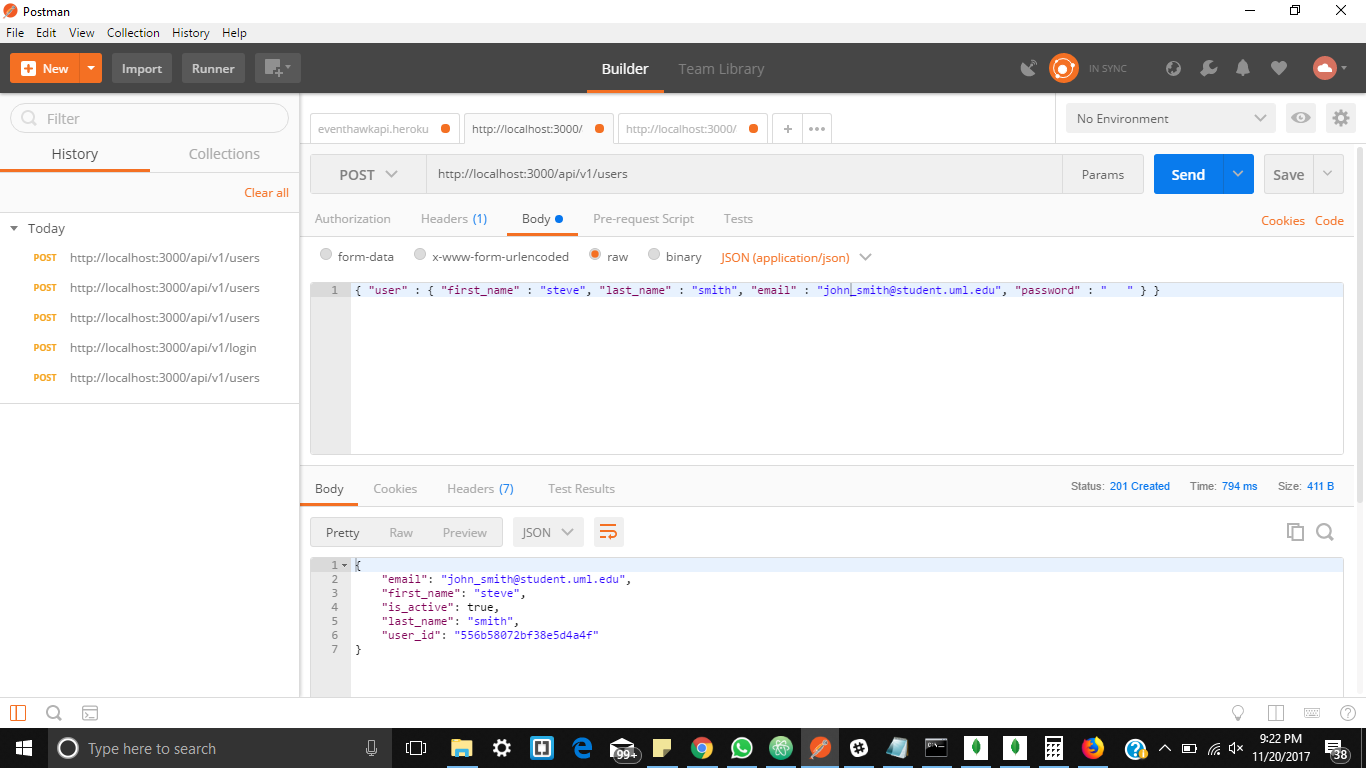 Postman
File Edit View Collection History Help
New Import Runner Builder Team Library IN SYNC
Filter
History Collections
Clear all
Today
POST http://localhost:3000/api/v1/users
POST http://localhost:3000/api/v1/users
POST http://localhost:3000/api/v1/users
POST http://localhost:3000/api/v1/login
POST http://localhost:3000/api/v1/users
eventhawkapi.heroku http://localhost:3000/ http://localhost:3000/ + ••• No Environment
POST http://localhost:3000/api/v1/users Params Send Save
Authorization Headers (1) Body Pre-request Script Tests Cookies Code
form-data x-www-form-urlencoded raw binary JSON (application/json)
1 { "user" : { "first_name" : "steve", "last_name" : "smith", "email" : "john_smith@student.uml.edu", "password" : "   " } }
Body Cookies Headers (7) Test Results Status: 201 Created Time: 794 ms Size: 411 B
Pretty Raw Preview JSON
1 {
2 "email": "john_smith@student.uml.edu",
3 "first_name": "steve",
4 "is_active": true,
5 "last_name": "smith",
6 "user_id": "556b58072bf38e5d4a4f"
7 }
Type here to search 99+ 9:22 PM
11/20/2017 38